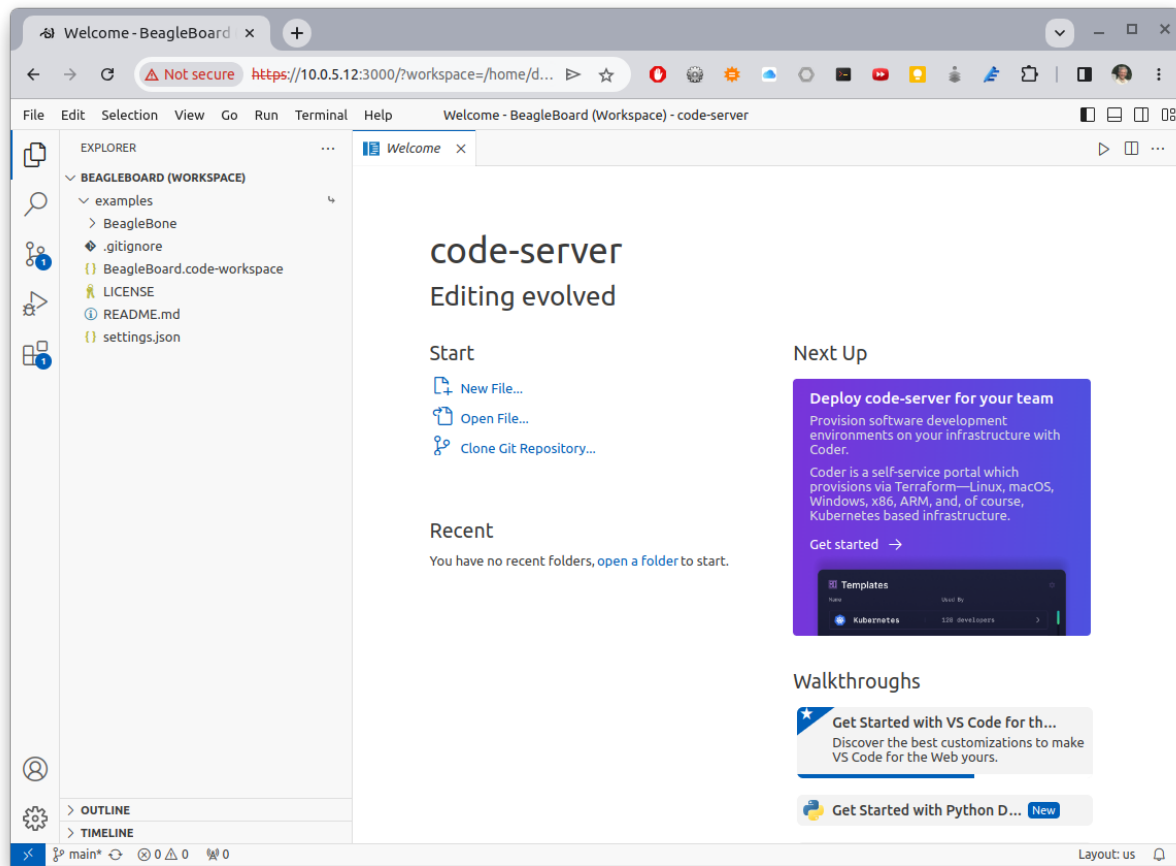 Welcome - BeagleBoard
Not secure https://10.0.5.12:3000/?workspace=/home/d...
File Edit Selection View Go Run Terminal Help Welcome - BeagleBoard (Workspace) - code-server
EXPLORER
Welcome
BEAGLEBOARD (WORKSPACE)
examples
BeagleBone
.gitignore
BeagleBoard.code-workspace
LICENSE
README.md
settings.json
1
1
OUTLINE
TIMELINE
code-server
Editing evolved
Start
New File...
Open File...
Clone Git Repository...
Recent
You have no recent folders, open a folder to start.
Next Up
Deploy code-server for your team
Provision software development
environments on your infrastructure with
Coder.
Coder is a self-service portal which
provisions via Terraform—Linux, macOS,
Windows, x86, ARM, and, of course,
Kubernetes based infrastructure.
Get started
Templates
Name Used By
Kubernetes 120 developers
Walkthroughs
Get Started with VS Code for th...
Discover the best customizations to make
VS Code for the Web yours.
Get Started with Python D... New
main* 0 0 0 Layout: us